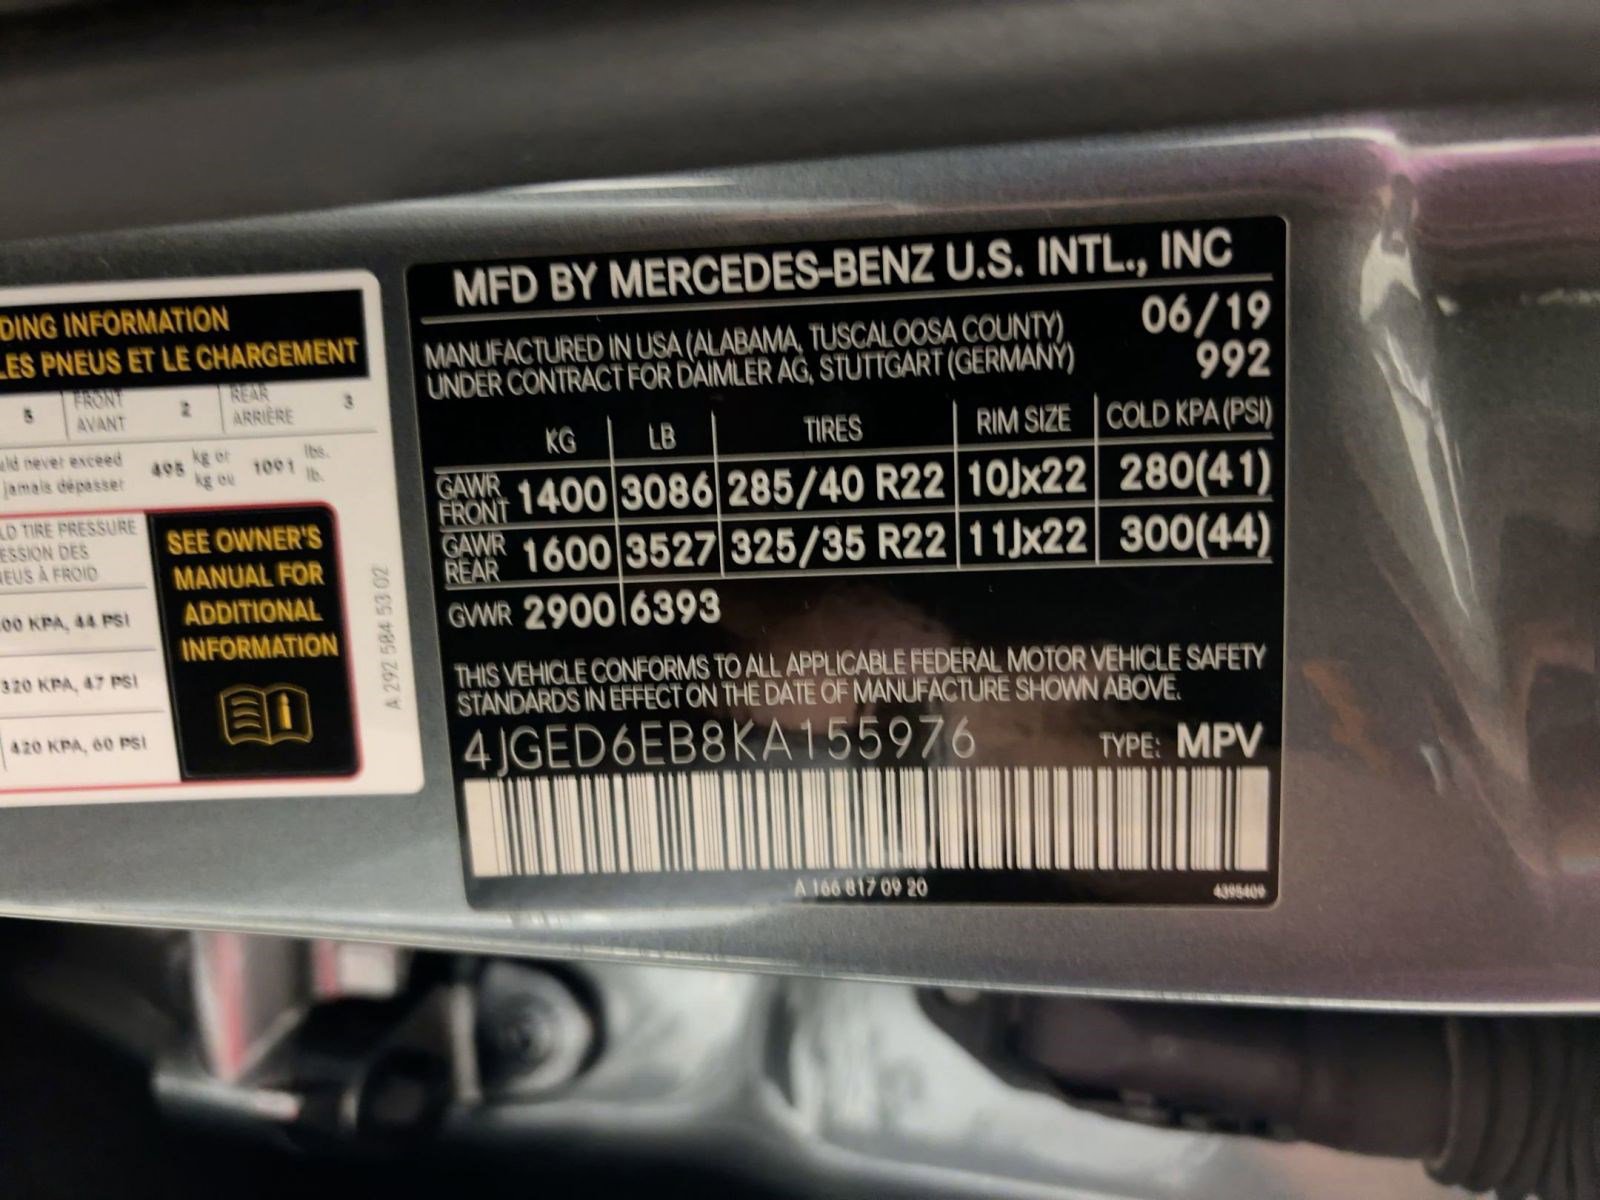 DING INFORMATION
LES PNEUS ET LE CHARGEMENT
5 FRONT AVANT 2 REAR ARRIÈRE 3
uld never exceed 495 kg or 1091 lbs.
jamais dépasser kg ou lb.
LD TIRE PRESSURE
ESSION DES
NEUS À FROID
00 KPA, 44 PSI
320 KPA, 47 PSI
420 KPA, 60 PSI
SEE OWNER'S
MANUAL FOR
ADDITIONAL
INFORMATION
i
A 292 584 53 02
MFD BY MERCEDES-BENZ U.S. INTL., INC
MANUFACTURED IN USA (ALABAMA, TUSCALOOSA COUNTY) 06/19
UNDER CONTRACT FOR DAIMLER AG, STUTTGART (GERMANY) 992
KG LB TIRES RIM SIZE COLD KPA (PSI)
GAWR FRONT 1400 3086 285/40 R22 10Jx22 280(41)
GAWR REAR 1600 3527 325/35 R22 11Jx22 300(44)
GVWR 2900 6393
THIS VEHICLE CONFORMS TO ALL APPLICABLE FEDERAL MOTOR VEHICLE SAFETY
STANDARDS IN EFFECT ON THE DATE OF MANUFACTURE SHOWN ABOVE.
4JGED6EB8KA155976 TYPE: MPV
A 166 817 09 20 4395409